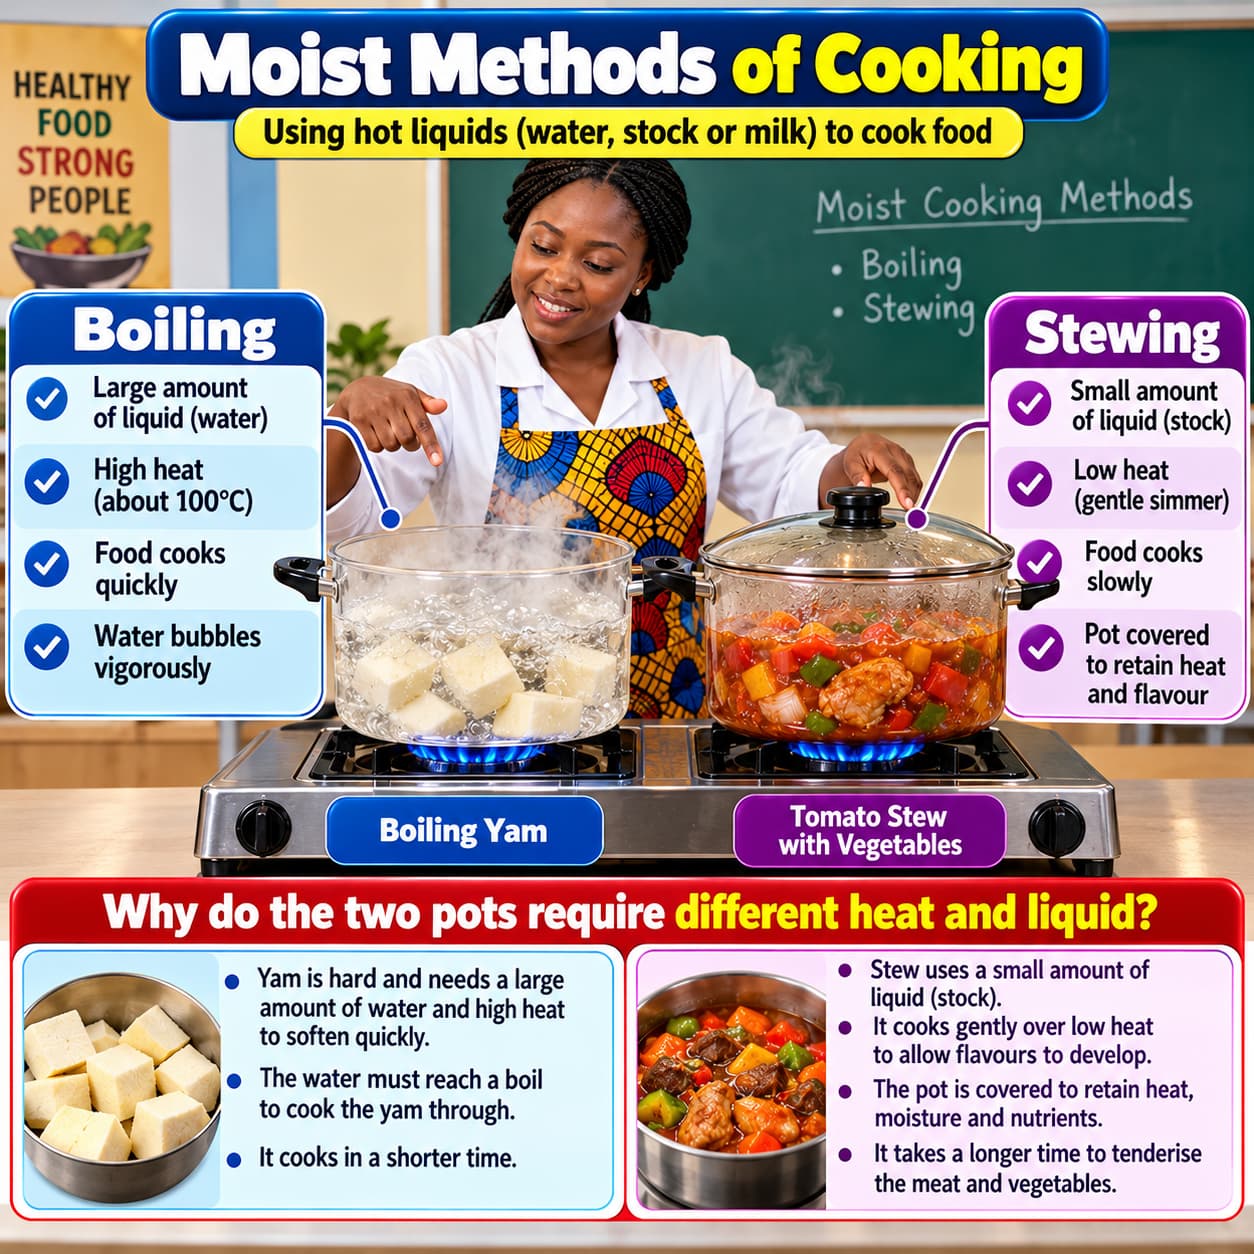 Moist Methods of Cooking
Using hot liquids (water, stock or milk) to cook food
HEALTHY
FOOD
STRONG
PEOPLE
Moist Cooking Methods
• Boiling
• Stewing
Boiling
Large amount
of liquid (water)
High heat
(about 100°C)
Food cooks
quickly
Water bubbles
vigorously
Stewing
Small amount
of liquid (stock)
Low heat
(gentle simmer)
Food cooks
slowly
Pot covered
to retain heat
and flavour
Boiling Yam
Tomato Stew
with Vegetables
Why do the two pots require different heat and liquid?
• Yam is hard and needs a large
amount of water and high heat
to soften quickly.
• The water must reach a boil
to cook the yam through.
• It cooks in a shorter time.
• Stew uses a small amount of
liquid (stock).
• It cooks gently over low heat
to allow flavours to develop.
• The pot is covered to retain heat,
moisture and nutrients.
• It takes a longer time to tenderise
the meat and vegetables.